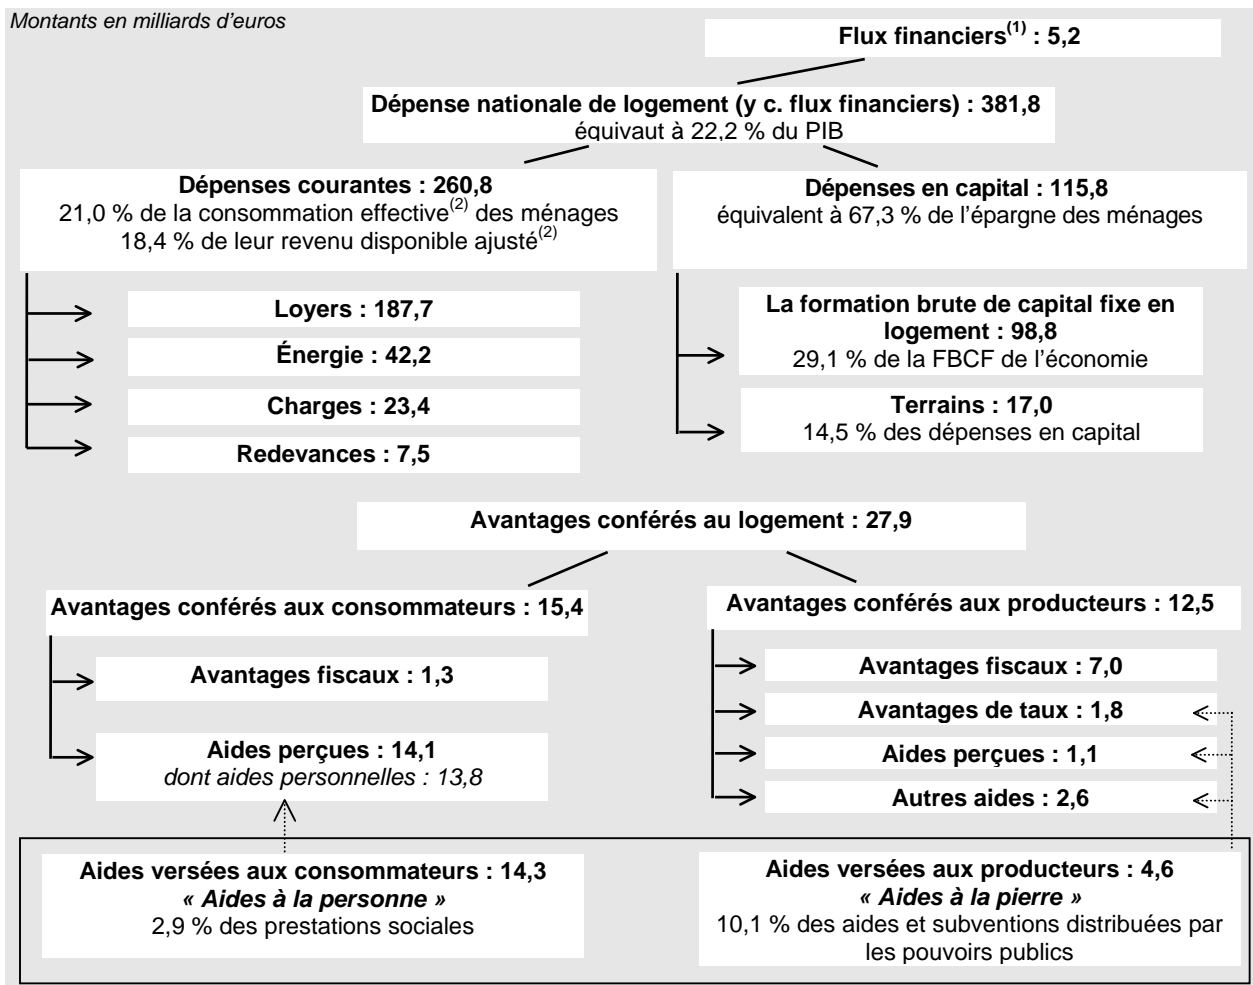 Montants en milliards d'euros
Flux financiers(1) : 5,2
Dépense nationale de logement (y c. flux financiers) : 381,8
équivaut à 22,2 % du PIB
Dépenses courantes : 260,8
21,0 % de la consommation effective(2) des ménages
18,4 % de leur revenu disponible ajusté(2)
Dépenses en capital : 115,8
équivalent à 67,3 % de l'épargne des ménages
Loyers : 187,7
Énergie : 42,2
Charges : 23,4
Redevances : 7,5
La formation brute de capital fixe en
logement : 98,8
29,1 % de la FBCF de l'économie
Terrains : 17,0
14,5 % des dépenses en capital
Avantages conférés au logement : 27,9
Avantages conférés aux consommateurs : 15,4
Avantages fiscaux : 1,3
Aides perçues : 14,1
dont aides personnelles : 13,8
Avantages conférés aux producteurs : 12,5
Avantages fiscaux : 7,0
Avantages de taux : 1,8
Aides perçues : 1,1
Autres aides : 2,6
Aides versées aux consommateurs : 14,3
« Aides à la personne »
2,9 % des prestations sociales
Aides versées aux producteurs : 4,6
« Aides à la pierre »
10,1 % des aides et subventions distribuées par
les pouvoirs publics